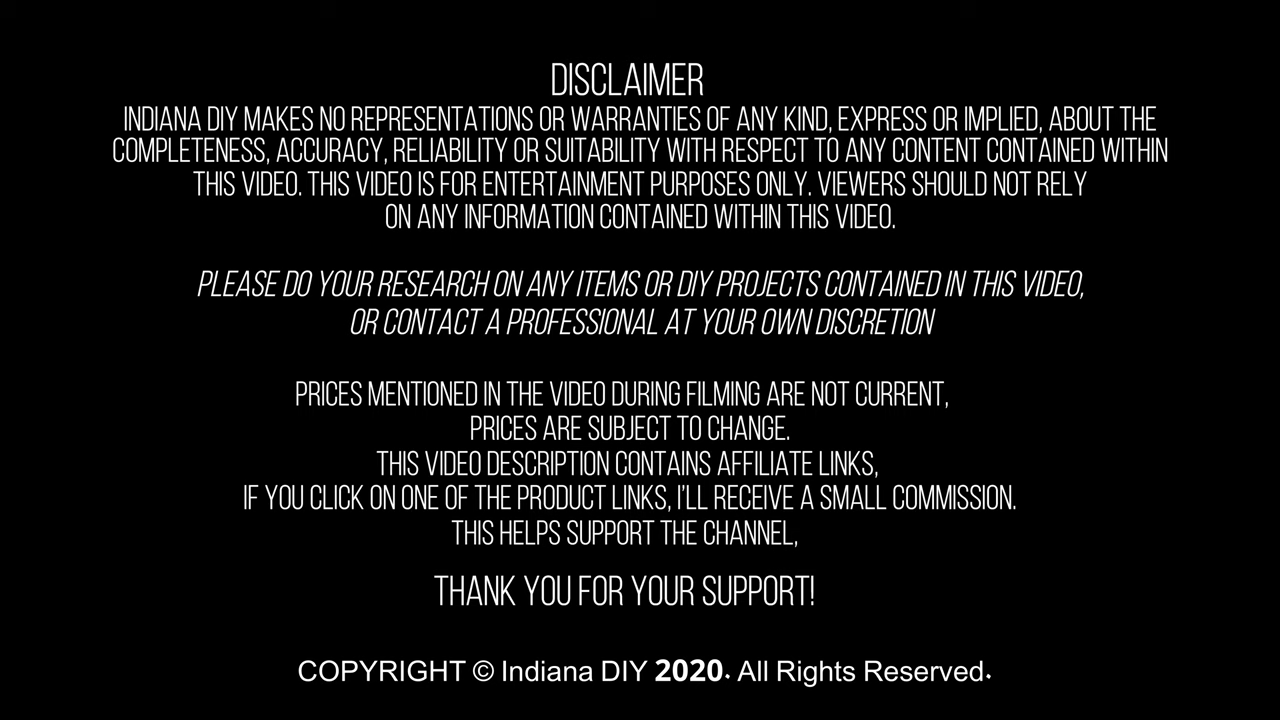 DISCLAIMER
INDIANA DIY MAKES NO REPRESENTATIONS OR WARRANTIES OF ANY KIND, EXPRESS OR IMPLIED, ABOUT THE
COMPLETENESS, ACCURACY, RELIABILITY OR SUITABILITY WITH RESPECT TO ANY CONTENT CONTAINED WITHIN
THIS VIDEO. THIS VIDEO IS FOR ENTERTAINMENT PURPOSES ONLY. VIEWERS SHOULD NOT RELY
ON ANY INFORMATION CONTAINED WITHIN THIS VIDEO.
PLEASE DO YOUR RESEARCH ON ANY ITEMS OR DIY PROJECTS CONTAINED IN THIS VIDEO,
OR CONTACT A PROFESSIONAL AT YOUR OWN DISCRETION
PRICES MENTIONED IN THE VIDEO DURING FILMING ARE NOT CURRENT,
PRICES ARE SUBJECT TO CHANGE.
THIS VIDEO DESCRIPTION CONTAINS AFFILIATE LINKS,
IF YOU CLICK ON ONE OF THE PRODUCT LINKS, I'LL RECEIVE A SMALL COMMISSION.
THIS HELPS SUPPORT THE CHANNEL,
THANK YOU FOR YOUR SUPPORT!
COPYRIGHT © Indiana DIY 2020. All Rights Reserved.